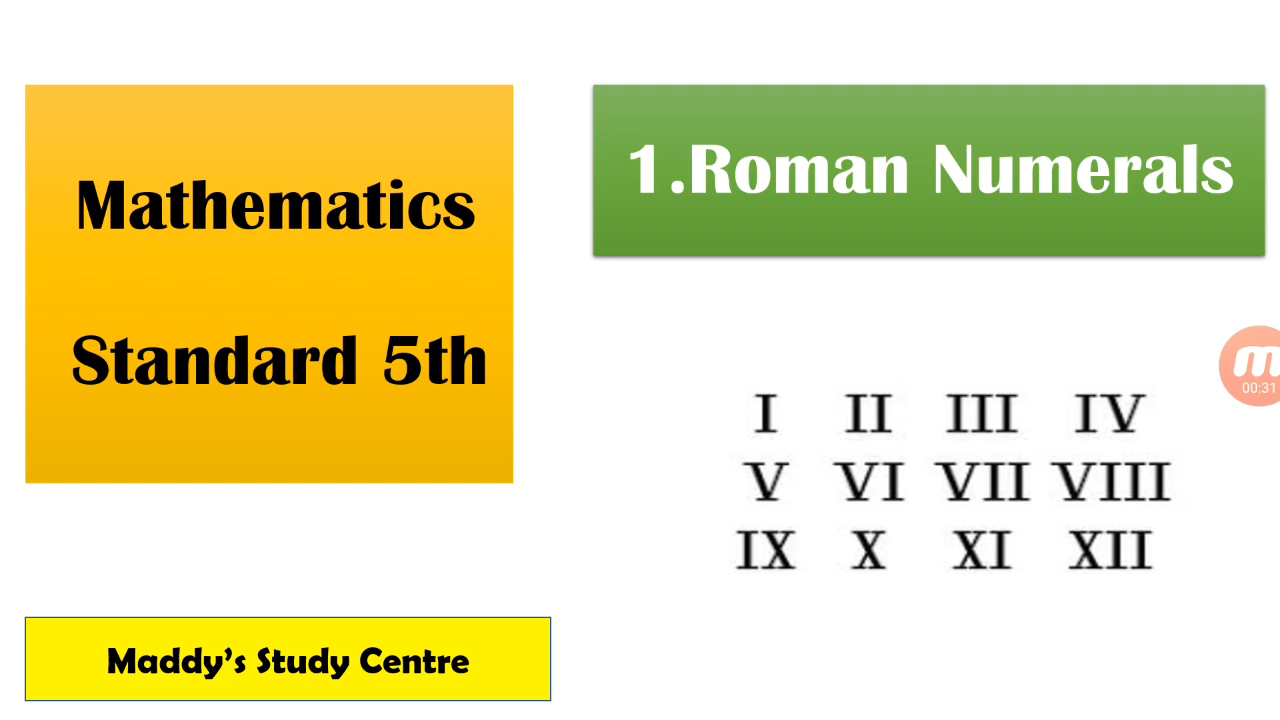 Mathematics
Standard 5th
1.Roman Numerals
I II III IV
V VI VII VIII
IX X XI XII
m
00:31
Maddy’s Study Centre